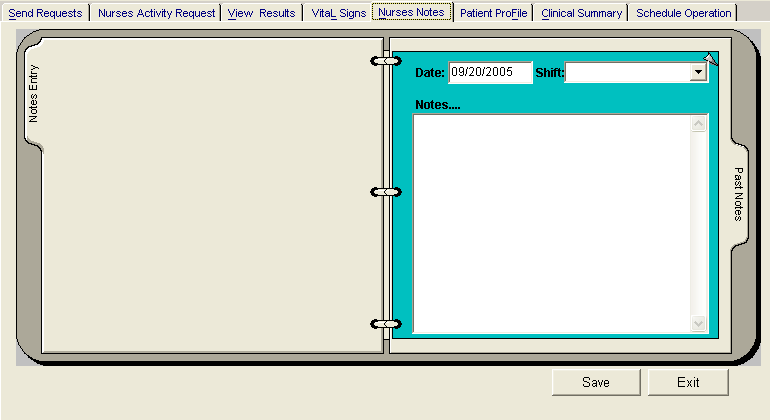 Send Requests
Nurses Activity Request
View Results
VitaL Signs
Nurses Notes
Patient ProFile
Clinical Summary
Schedule Operation
Notes Entry
Date: 09/20/2005 Shift:
Notes....
Past Notes
Save
Exit